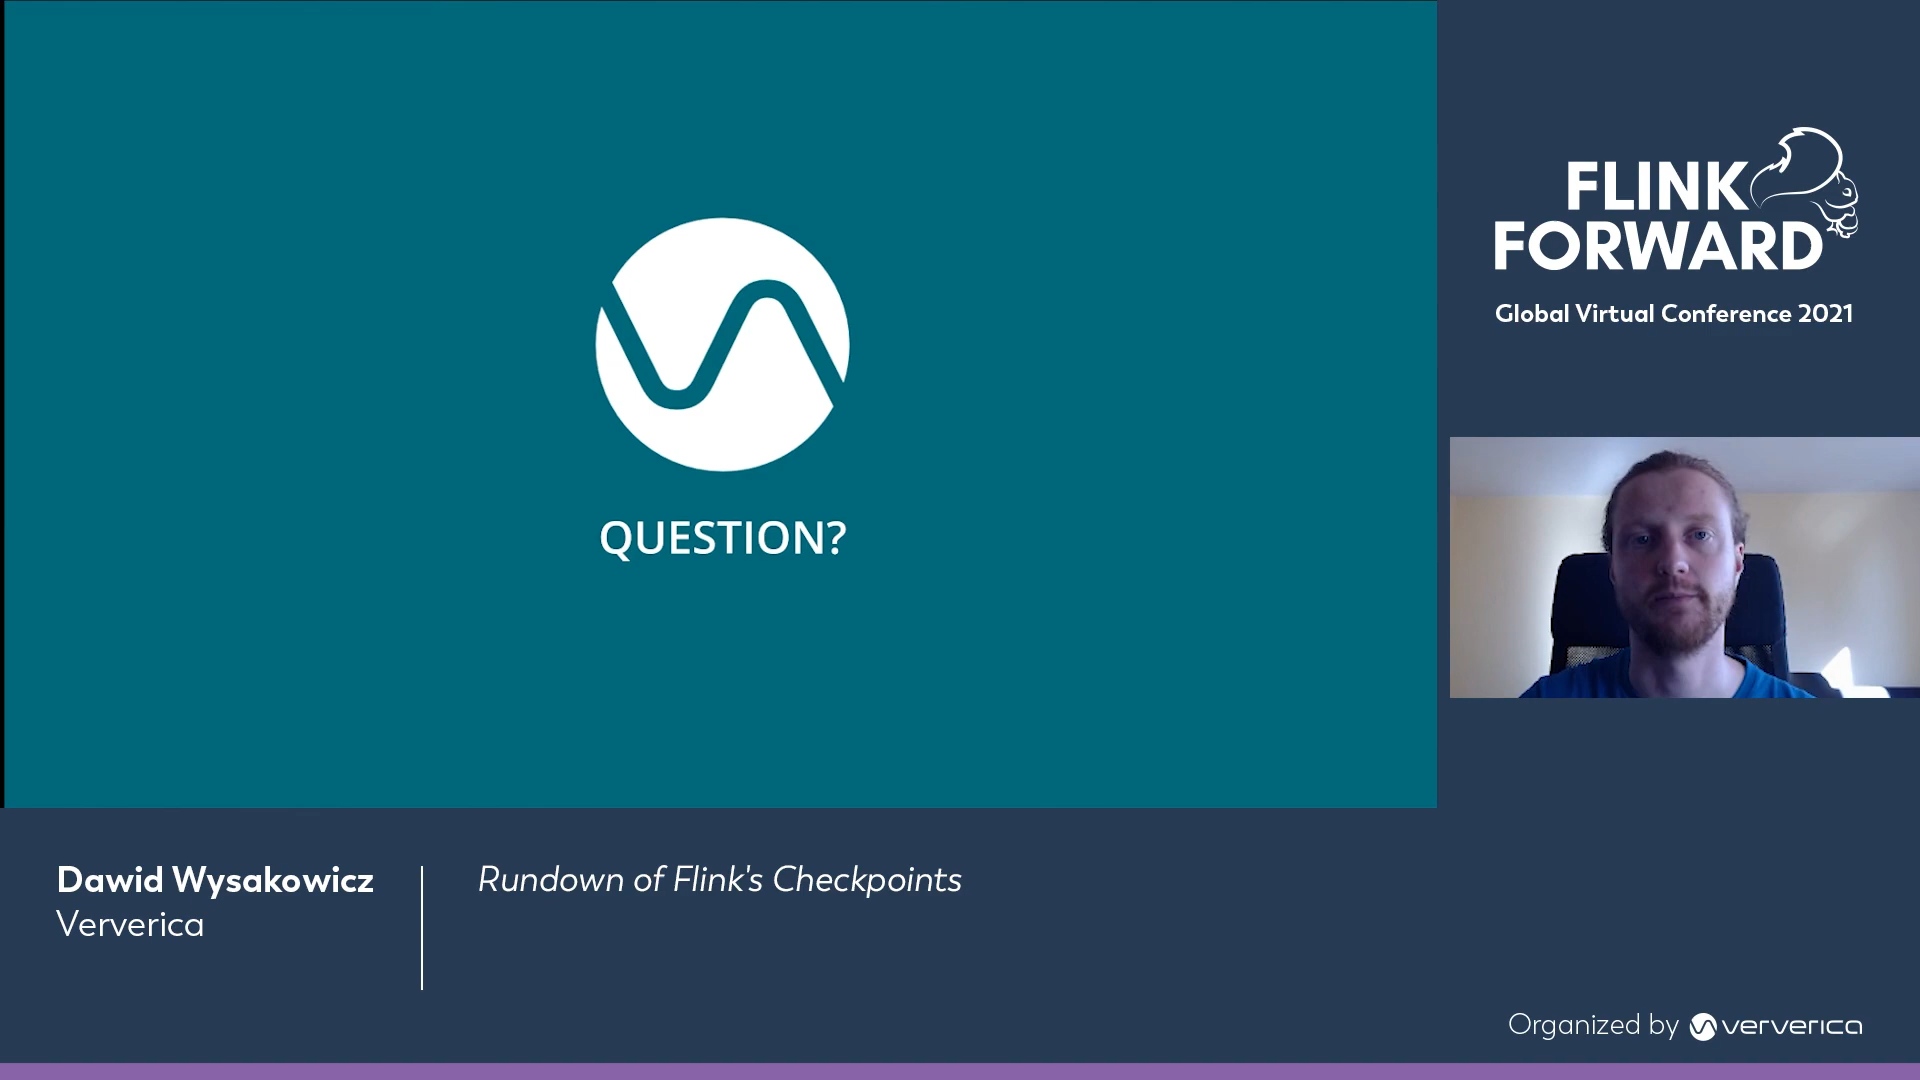 QUESTION?
FLINK
FORWARD
Global Virtual Conference 2021
Dawid Wysakowicz
Ververica
Rundown of Flink's Checkpoints
Organized by ververica